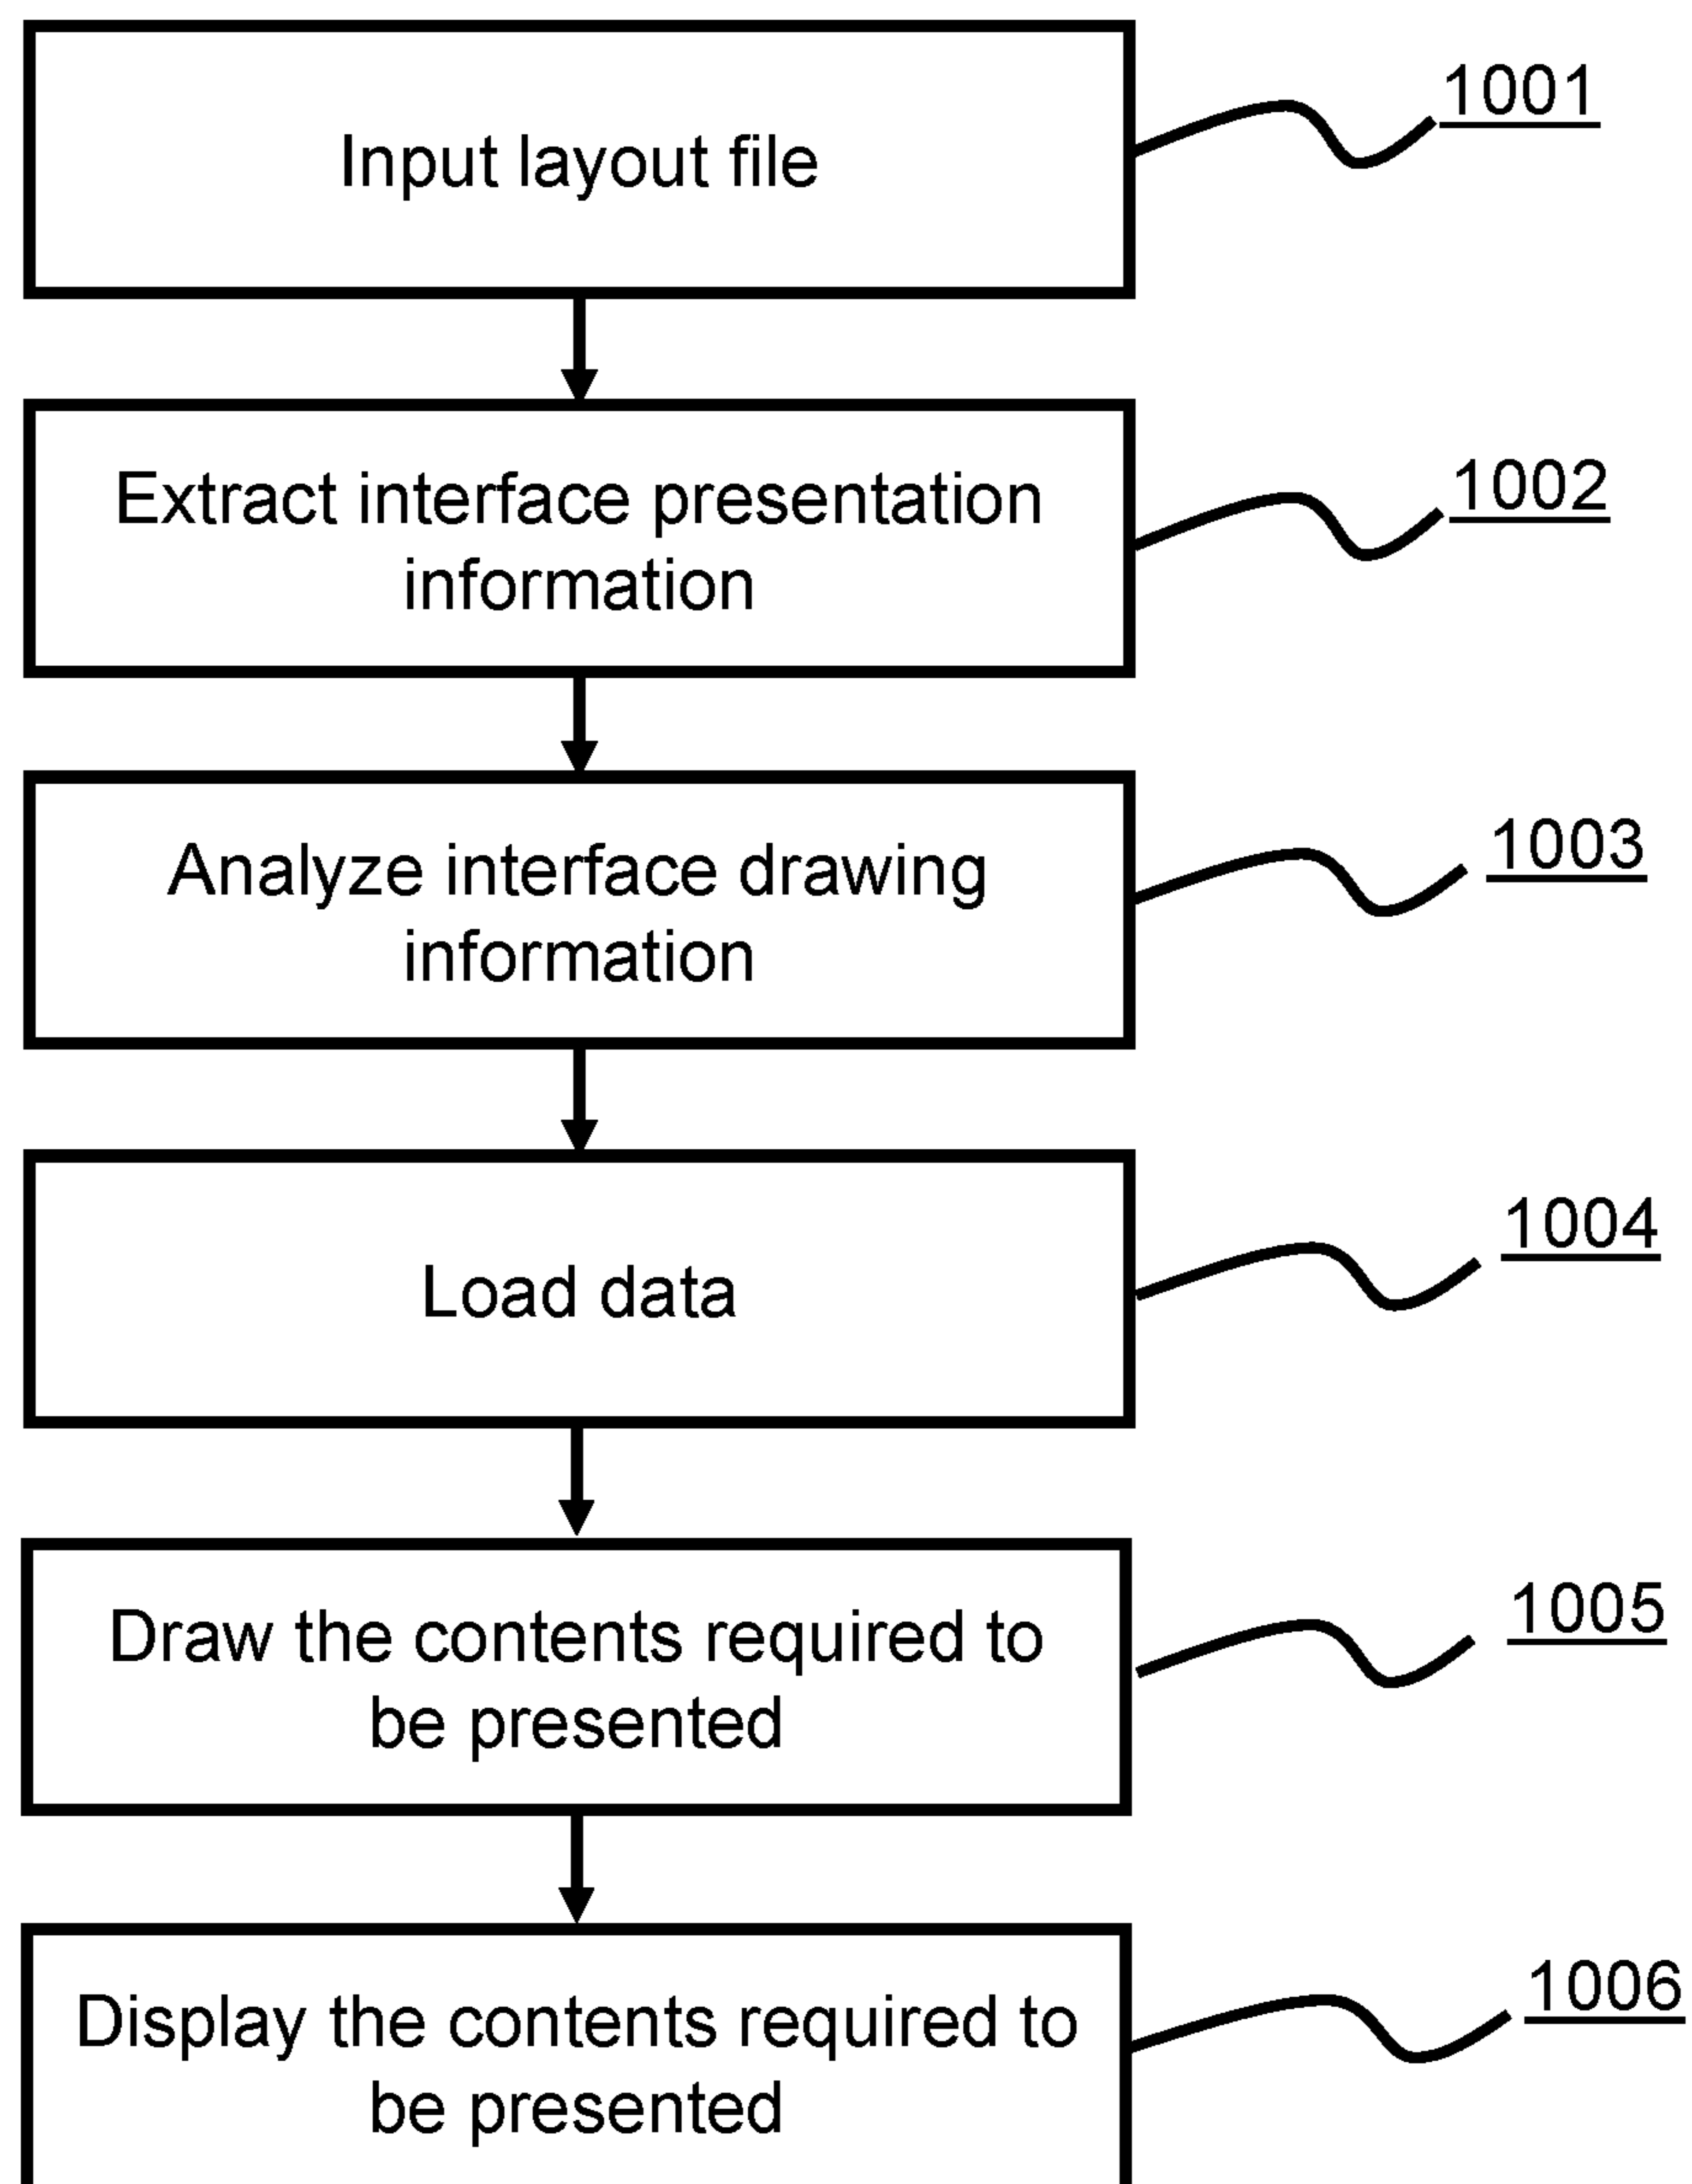 Input layout file
1001
Extract interface presentation
information
1002
Analyze interface drawing
information
1003
Load data
1004
Draw the contents required to
be presented
1005
Display the contents required to
be presented
1006